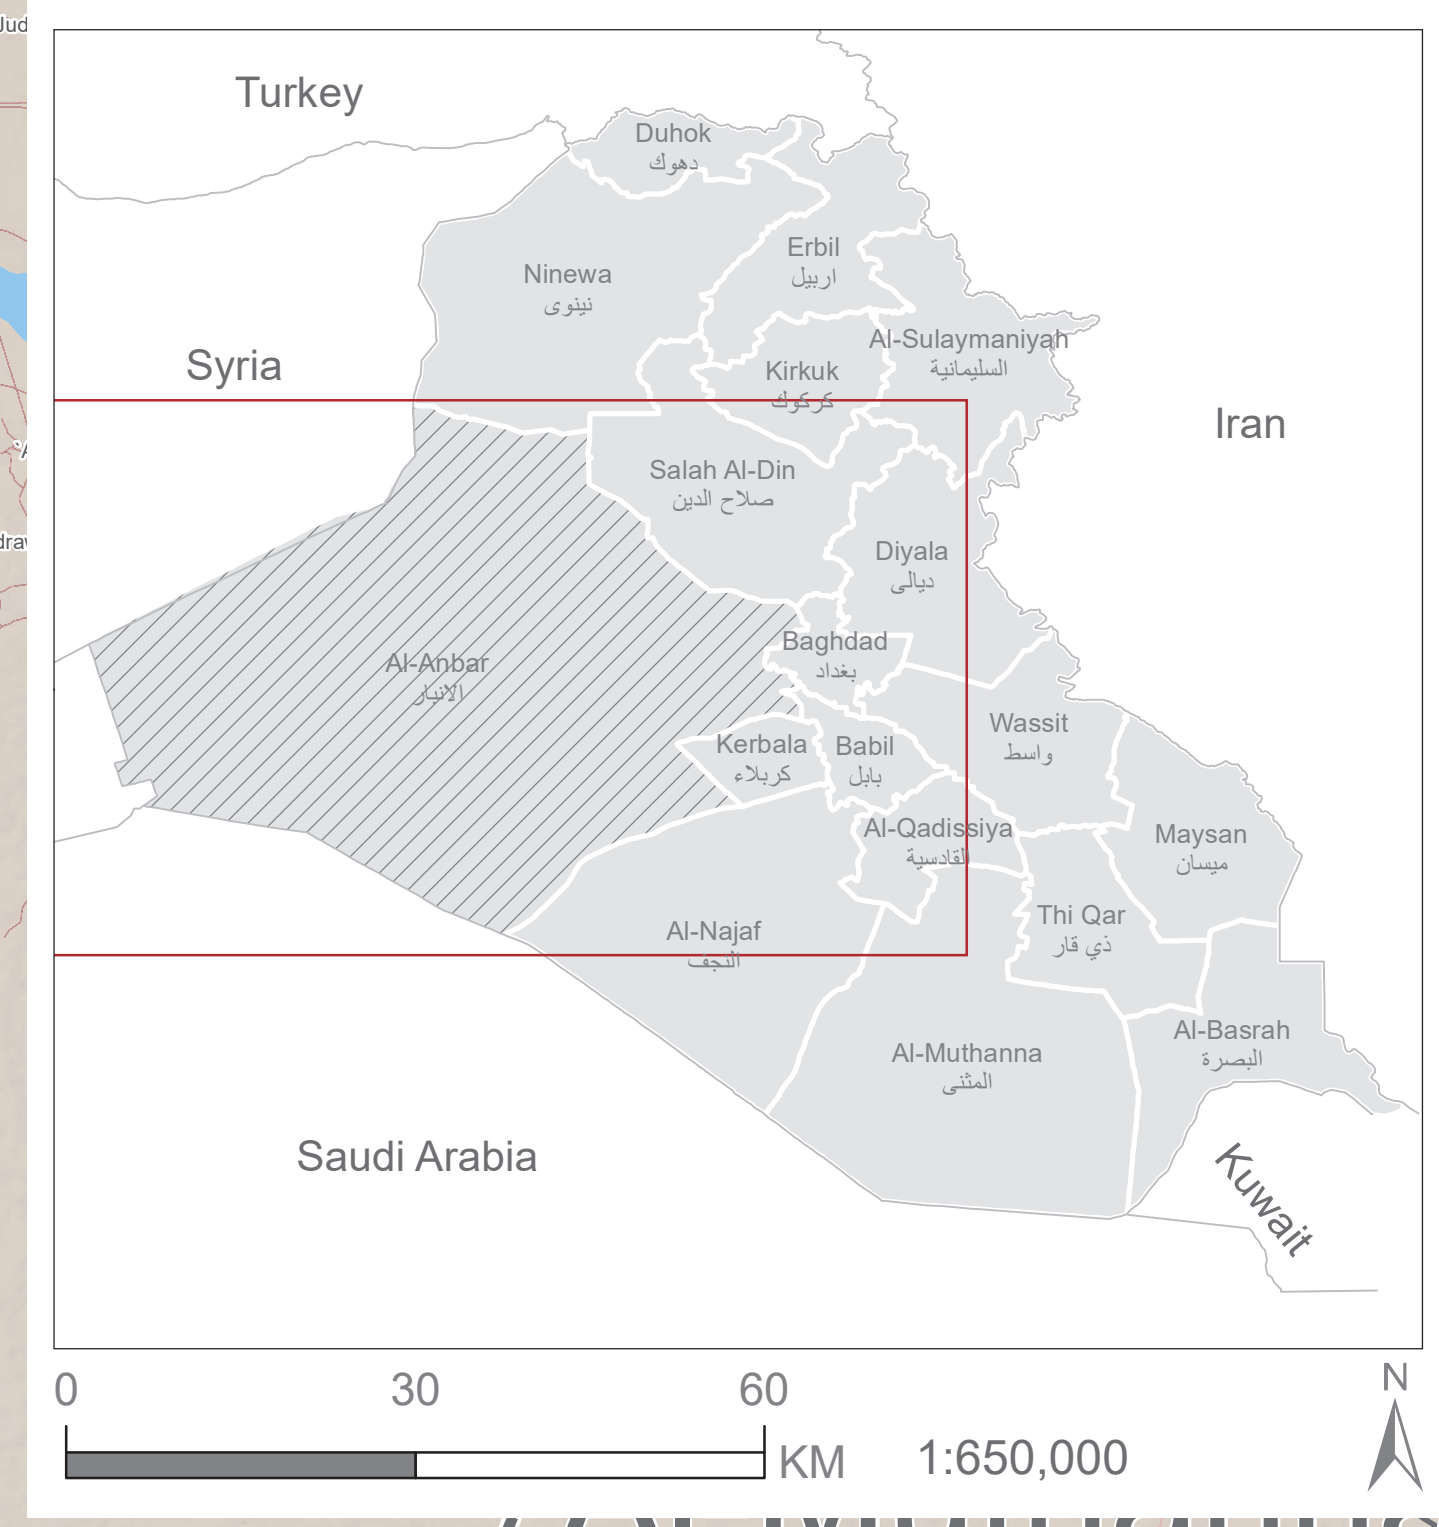 Turkey
Duhok
دهوك
Erbil
اربيل
Ninewa
نينوى
Al-Sulaymaniyah
السليمانية
Syria
Kirkuk
كركوك
Iran
Salah Al-Din
صلاح الدين
Diyala
ديالى
Baghdad
بغداد
Al-Anbar
الانبار
Wassit
واسط
Kerbala
كربلاء
Babil
بابل
Al-Qadissiya
القادسية
Maysan
ميسان
Thi Qar
ذي قار
Al-Najaf
النجف
Al-Basrah
البصرة
Al-Muthanna
المثنى
Saudi Arabia
Kuwait
0 30 60
KM
1:650,000
N